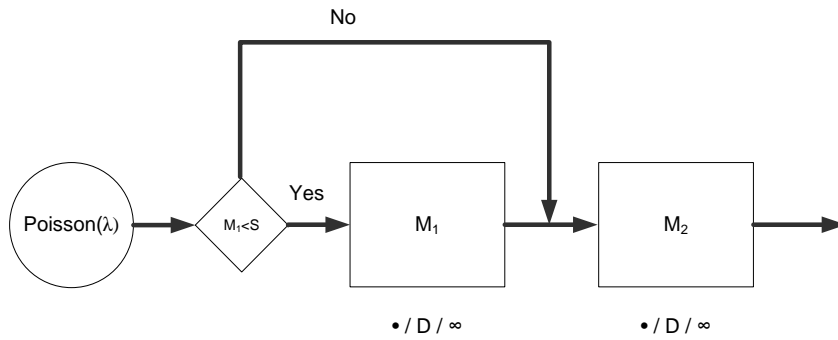 No
Yes
Poisson(λ)
M₁<S
M₁
M₂
• / D / ∞
• / D / ∞